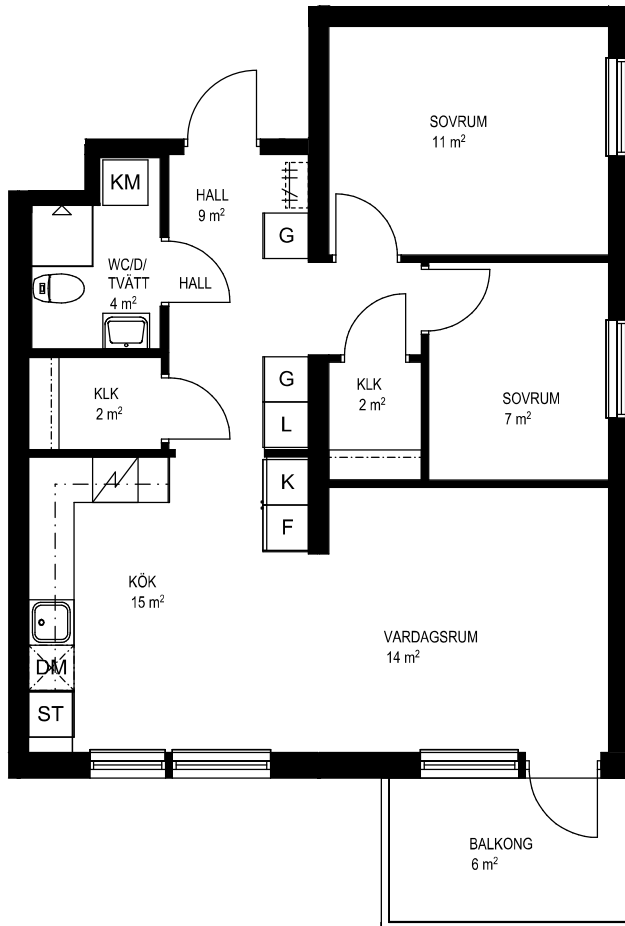 SOVRUM
11 m²
KM
HALL
9 m²
G
WC/D/
TVÄTT
4 m²
HALL
G
KLK
2 m²
KLK
2 m²
SOVRUM
7 m²
L
K
F
KÖK
15 m²
VARDAGSRUM
14 m²
DM
ST
BALKONG
6 m²